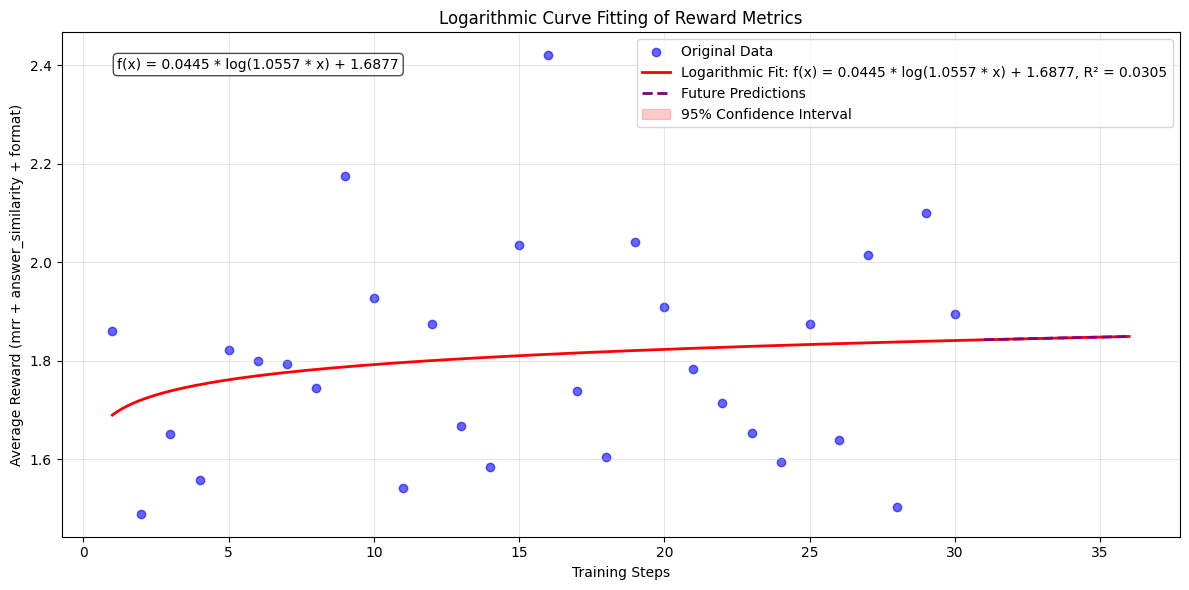 Logarithmic Curve Fitting of Reward Metrics
f(x) = 0.0445 * log(1.0557 * x) + 1.6877
Original Data
Logarithmic Fit: f(x) = 0.0445 * log(1.0557 * x) + 1.6877, R² = 0.0305
Future Predictions
95% Confidence Interval
Average Reward (mrr + answer_similarity + format)
2.4
2.2
2.0
1.8
1.6
0 5 10 15 20 25 30 35
Training Steps